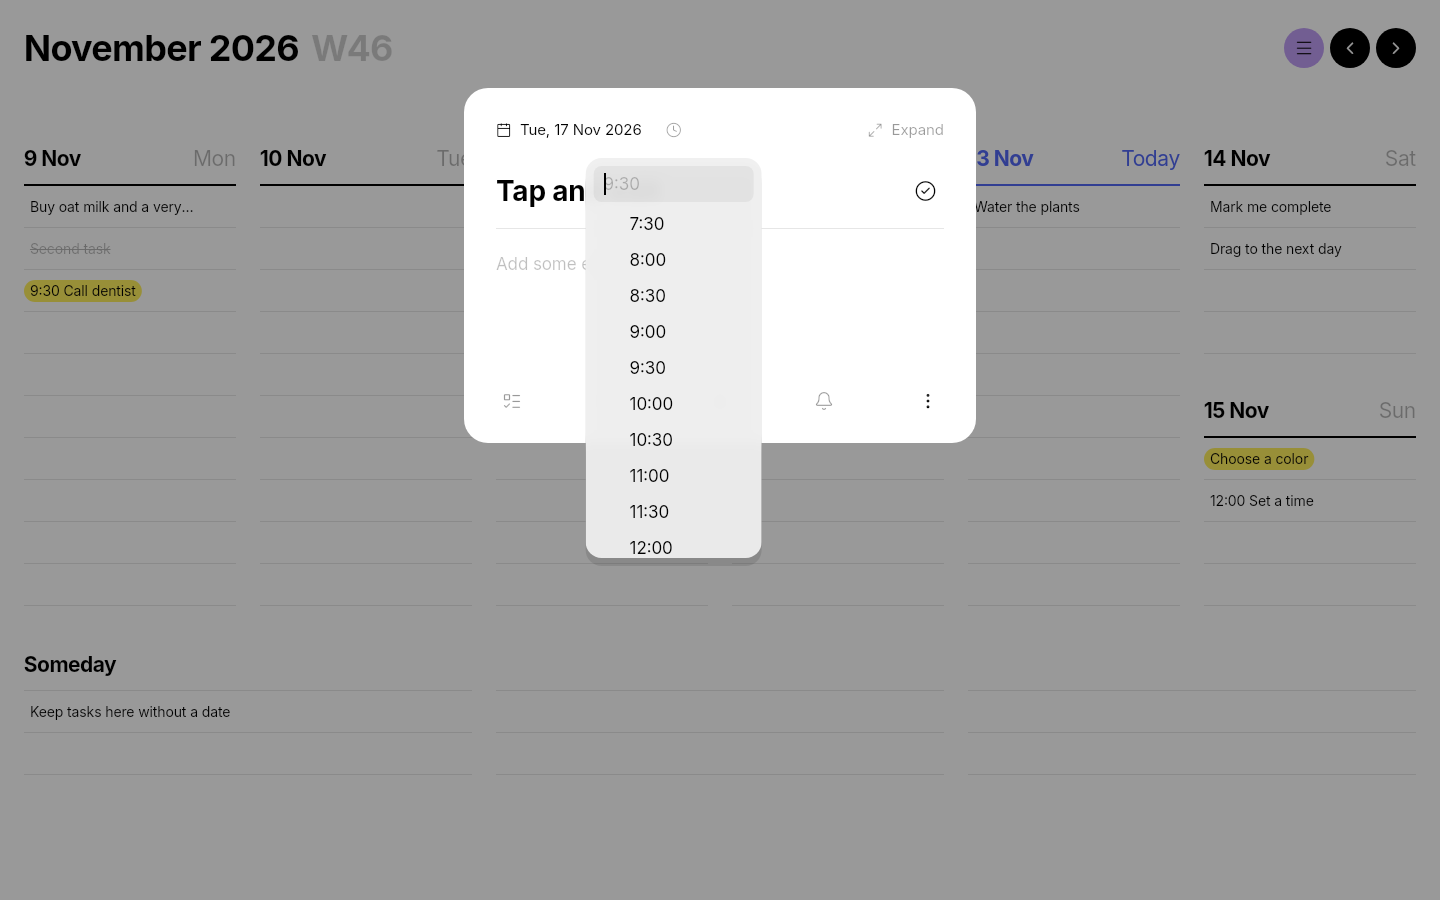 November 2026 W46
Tue, 17 Nov 2026
Expand
9 Nov Mon
10 Nov
3 Nov Today
14 Nov Sat
Tap an
9:30
7:30
8:00
8:30
9:00
9:30
10:00
10:30
11:00
11:30
12:00
Add some
Buy oat milk and a very...
Second task
9:30 Call dentist
Water the plants
Mark me complete
Drag to the next day
15 Nov Sun
Choose a color
12:00 Set a time
Someday
Keep tasks here without a date